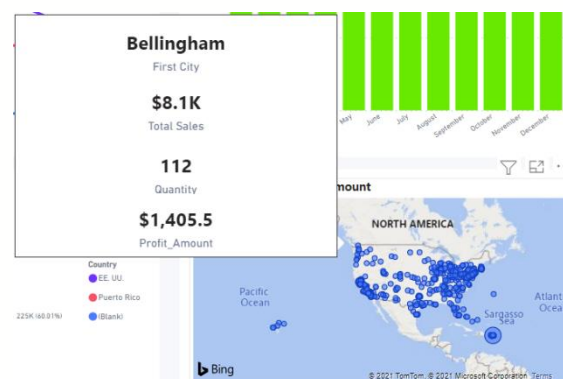 Bellingham
First City
$8.1K
Total Sales
112
Quantity
$1,405.5
Profit_Amount
May
June
July
August
September
October
November
December
mount
NORTH AMERICA
Pacific
Ocean
Atlant
Ocea
Sargasso
Sea
Bing
© 2021 TomTom, © 2021 Microsoft Corporation Terms
Country
EE. UU.
Puerto Rico
(Blank)
225K (60.01%)